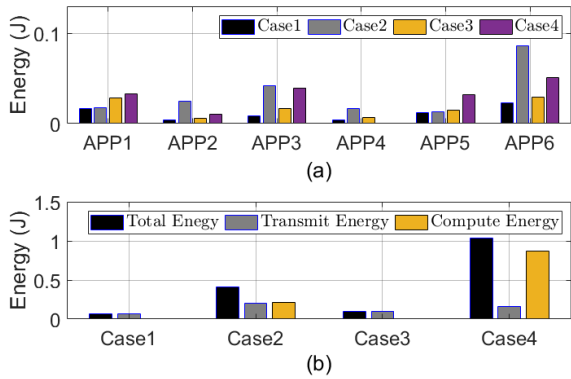 Energy (J)
0.1
0
Case1 Case2 Case3 Case4
APP1 APP2 APP3 APP4 APP5 APP6
(a)
Energy (J)
1.5
1
0.5
0
Total Enegy Transmit Energy Compute Energy
Case1 Case2 Case3 Case4
(b)